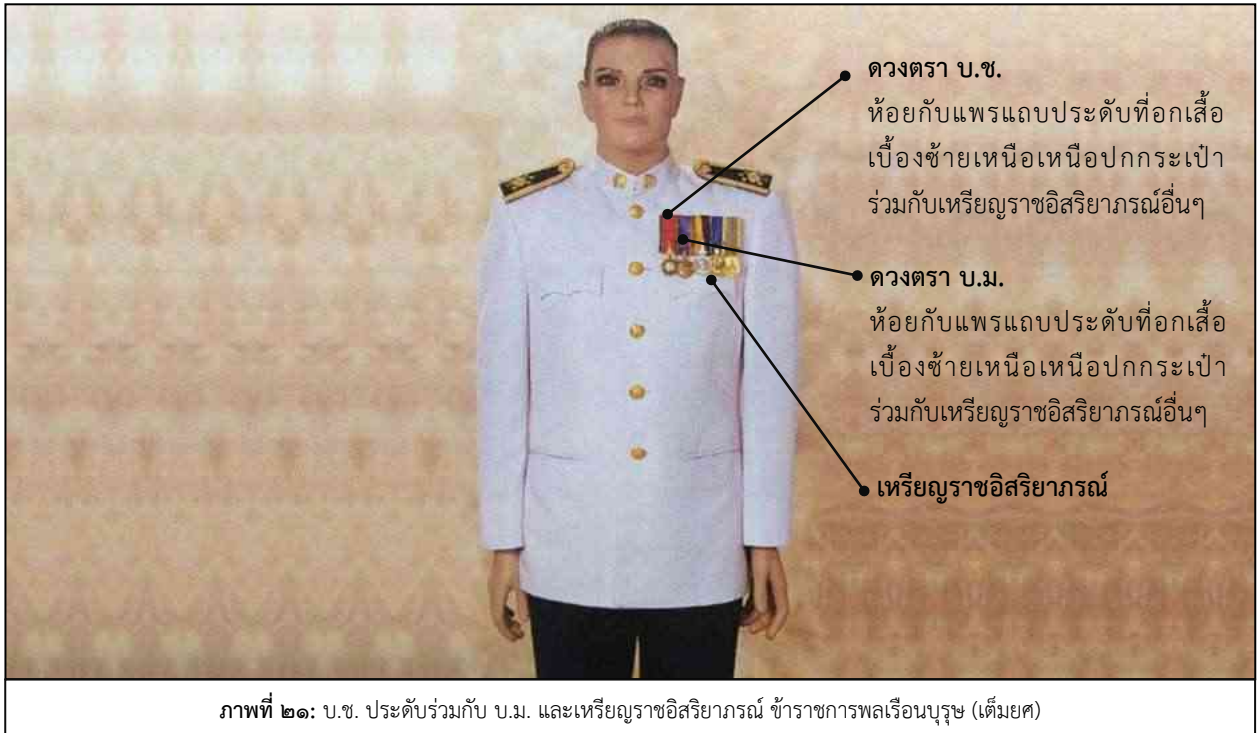 ดวงตรา บ.ช.
ห้อยกับแพรแถบประดับที่อกเสื้อ
เบื้องซ้ายเหนือเหนือปกกระเป๋า
ร่วมกับเหรียญราชอิสริยาภรณ์อื่นๆ
ดวงตรา บ.ม.
ห้อยกับแพรแถบประดับที่อกเสื้อ
เบื้องซ้ายเหนือเหนือปกกระเป๋า
ร่วมกับเหรียญราชอิสริยาภรณ์อื่นๆ
เหรียญราชอิสริยาภรณ์
ภาพที่ ๒๑: บ.ช. ประดับร่วมกับ บ.ม. และเหรียญราชอิสริยาภรณ์ ข้าราชการพลเรือนบุรุษ (เต็มยศ)